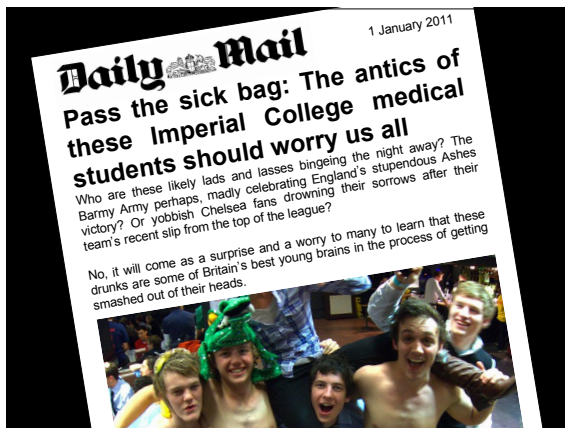 Daily Mail
1 January 2011
Pass the sick bag: The antics of
these Imperial College medical
students should worry us all
Who are these likely lads and lasses bingeing the night away? The
Barmy Army perhaps, madly celebrating England's stupendous Ashes
victory? Or yobbish Chelsea fans drowning their sorrows after their
team's recent slip from the top of the league?
No, it will come as a surprise and a worry to many to learn that these
drunks are some of Britain's best young brains in the process of getting
smashed out of their heads.